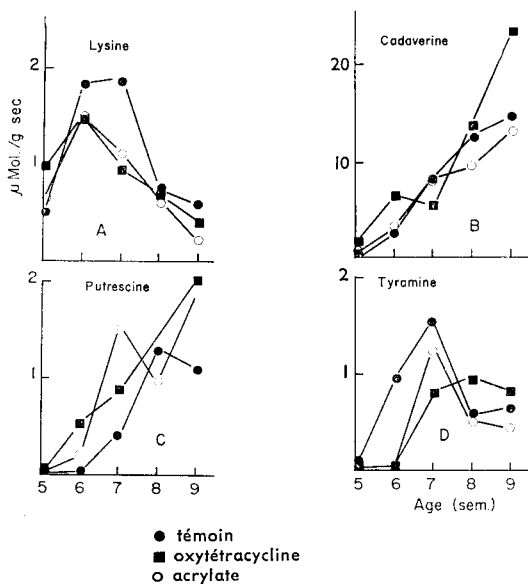 Lysine
Cadaverine
2
1
μ Mol./g sec
A
20
10
B
Putrescine
Tyramine
2
1
C
5 6 7 8 9
2
1
0
D
5 6 7 8 9
Age (sem.)
● témoin
■ oxytétracycline
○ acrylate